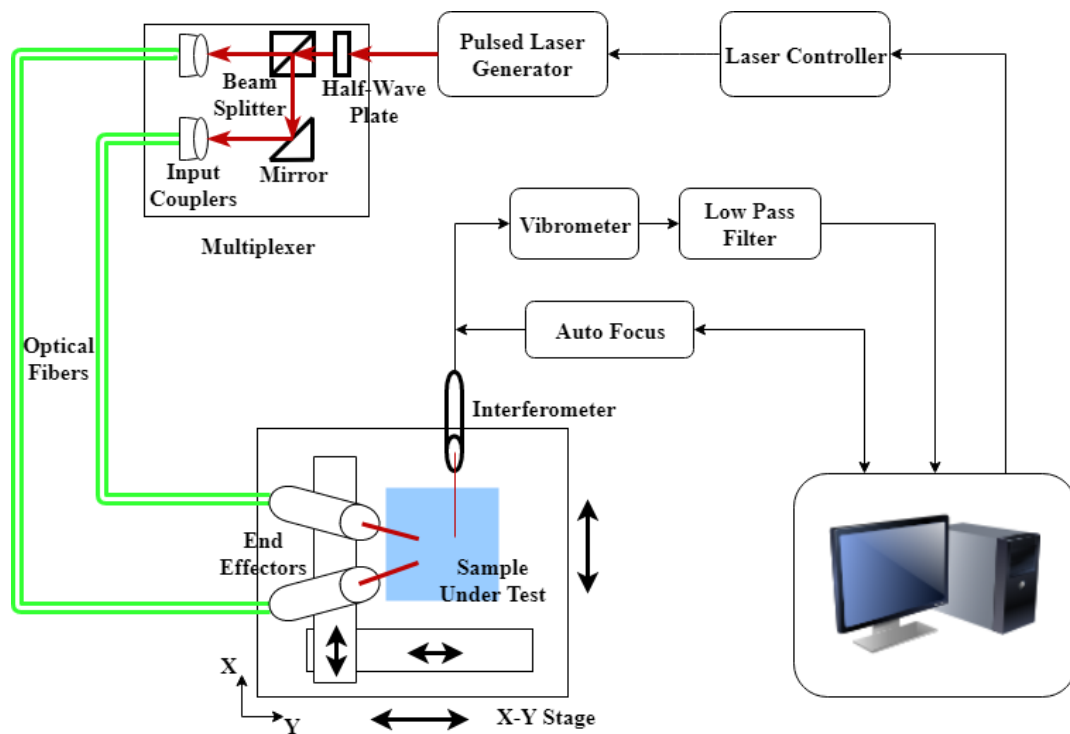 Pulsed Laser
Generator
Laser Controller
Beam
Splitter
Half-Wave
Plate
Input
Couplers
Mirror
Multiplexer
Vibrometer
Low Pass
Filter
Auto Focus
Optical
Fibers
Interferometer
End
Effectors
Sample
Under Test
X
Y
X-Y Stage